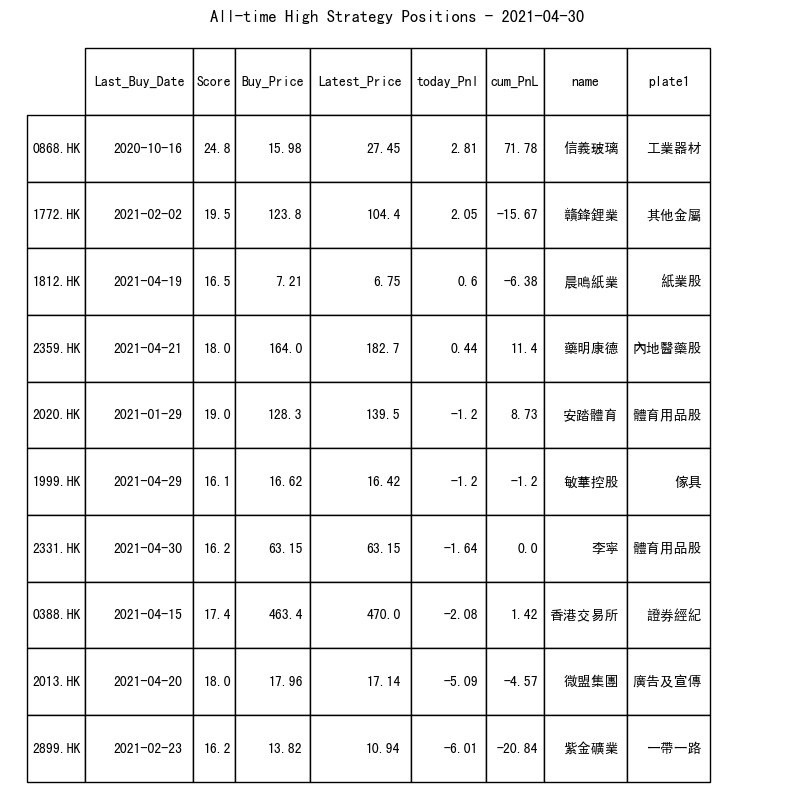 All-time High Strategy Positions - 2021-04-30
Last_Buy_Date Score Buy_Price Latest_Price today_Pnl cum_PnL name plate1
0868.HK 2020-10-16 24.8 15.98 27.45 2.81 71.78 信義玻璃 工業器材
1772.HK 2021-02-02 19.5 123.8 104.4 2.05 -15.67 贛鋒鋰業 其他金屬
1812.HK 2021-04-19 16.5 7.21 6.75 0.6 -6.38 晨鳴紙業 紙業股
2359.HK 2021-04-21 18.0 164.0 182.7 0.44 11.4 藥明康德 內地醫藥股
2020.HK 2021-01-29 19.0 128.3 139.5 -1.2 8.73 安踏體育 體育用品股
1999.HK 2021-04-29 16.1 16.62 16.42 -1.2 -1.2 敏華控股 傢具
2331.HK 2021-04-30 16.2 63.15 63.15 -1.64 0.0 李寧 體育用品股
0388.HK 2021-04-15 17.4 463.4 470.0 -2.08 1.42 香港交易所 證券經紀
2013.HK 2021-04-20 18.0 17.96 17.14 -5.09 -4.57 微盟集團 廣告及宣傳
2899.HK 2021-02-23 16.2 13.82 10.94 -6.01 -20.84 紫金礦業 一帶一路